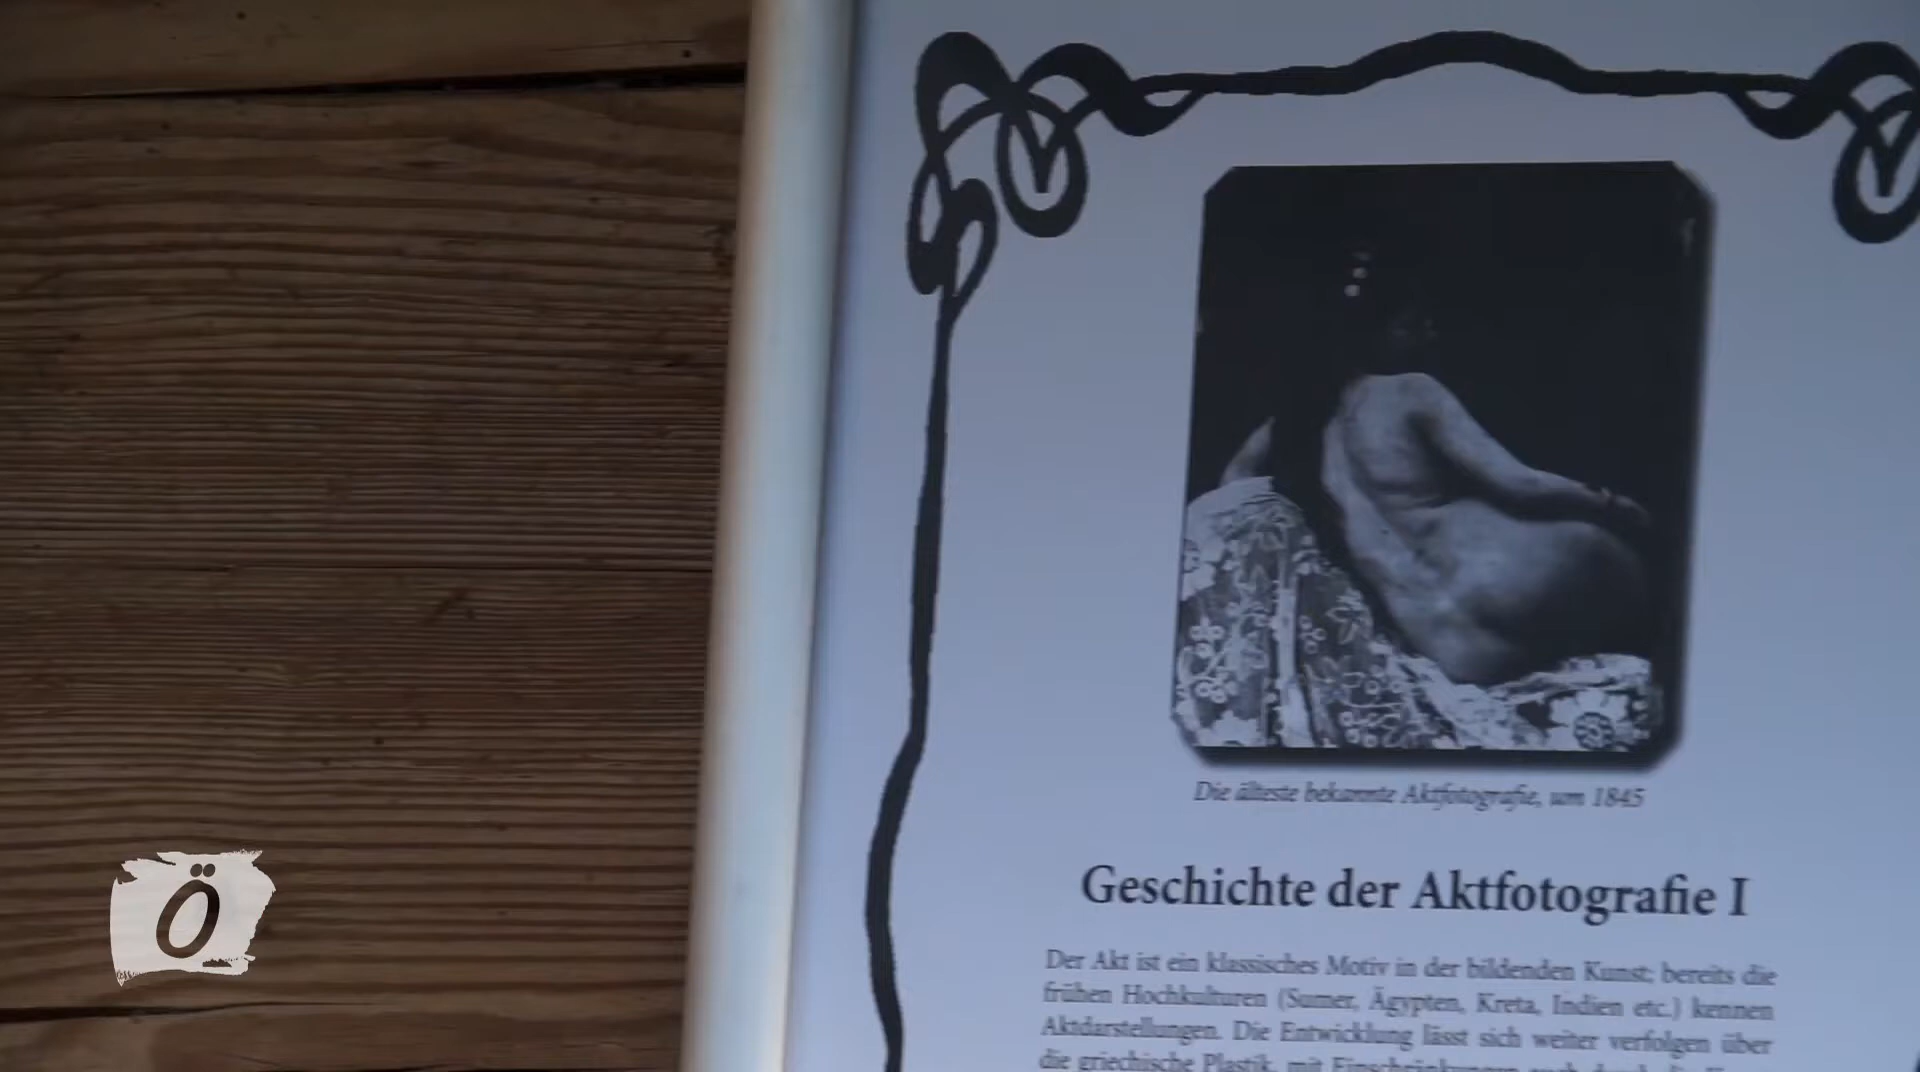 Die älteste bekannte Aktfotografie, um 1845
Geschichte der Aktfotografie I
Der Akt ist ein klassisches Motiv in der bildenden Kunst; bereits die
frühen Hochkulturen (Sumer, Ägypten, Kreta, Indien etc.) kennen
Aktdarstellungen. Die Entwicklung lässt sich weiter verfolgen über
die griechische Plastik, mit
Ö